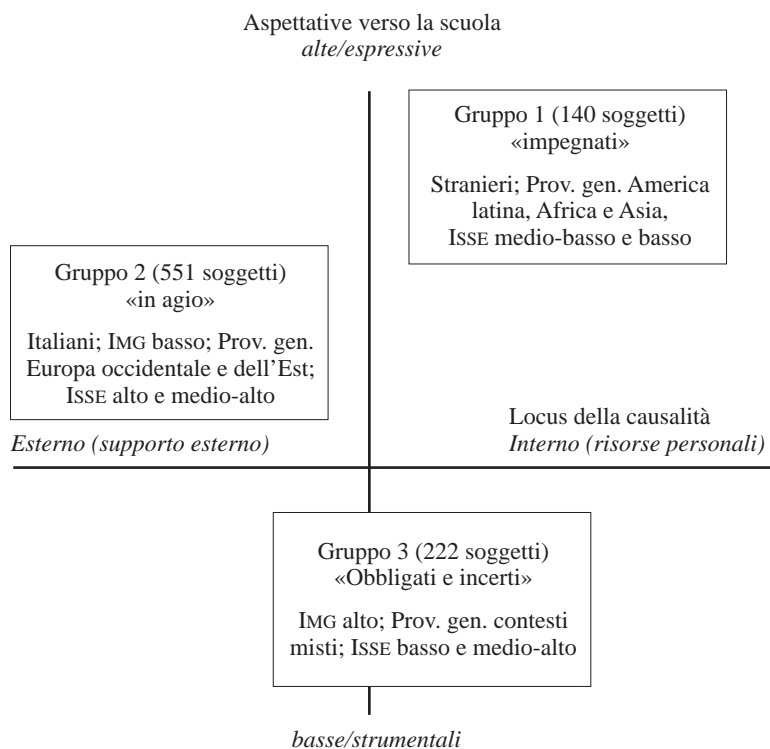 Aspettative verso la scuola
alte/espressive
Gruppo 1 (140 soggetti)
«impegnati»
Stranieri; Prov. gen. America
latina, Africa e Asia,
ISSE medio-basso e basso
Gruppo 2 (551 soggetti)
«in agio»
Italiani; IMG basso; Prov. gen.
Europa occidentale e dell'Est;
ISSE alto e medio-alto
Locus della causalità
Esterno (supporto esterno)
Interno (risorse personali)
Gruppo 3 (222 soggetti)
«Obbligati e incerti»
IMG alto; Prov. gen. contesti
misti; ISSE basso e medio-alto
basse/strumentali